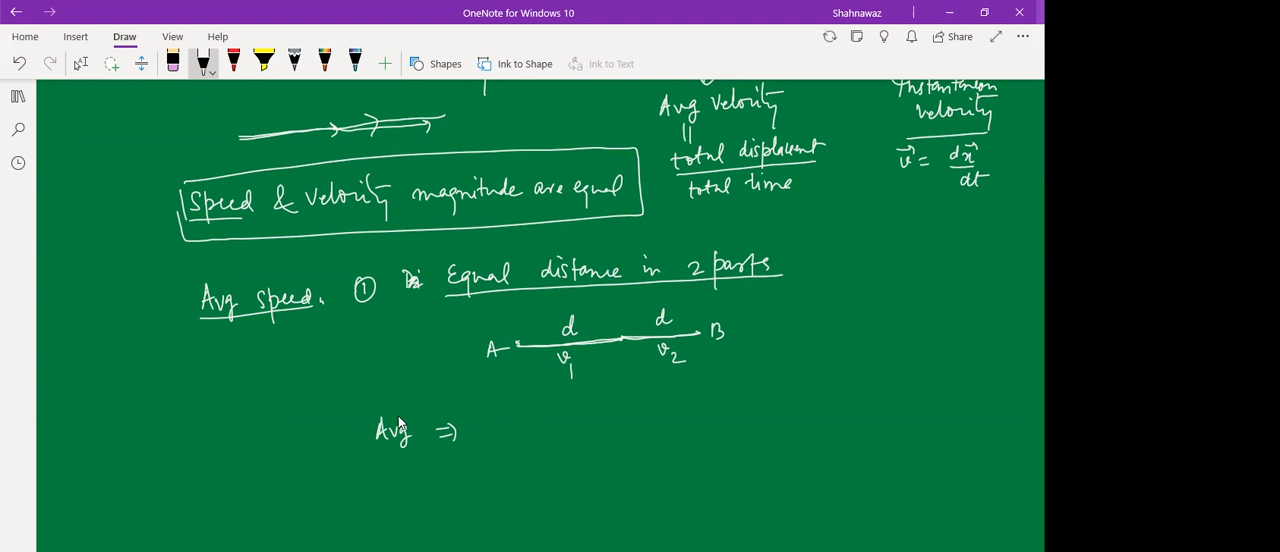 OneNote for Windows 10
Shahnawaz
Home Insert Draw View Help
Share
Shapes Ink to Shape Ink to Text
Avg Velocity
||
total displacent
total time
Instantaneon
velocity
v⃗ = dx⃗
dt
Speed & Velocity magnitude are equal
Avg speed. ① Equal distance in 2 parts
d d
A B
v₁ v₂
Avg ⇒